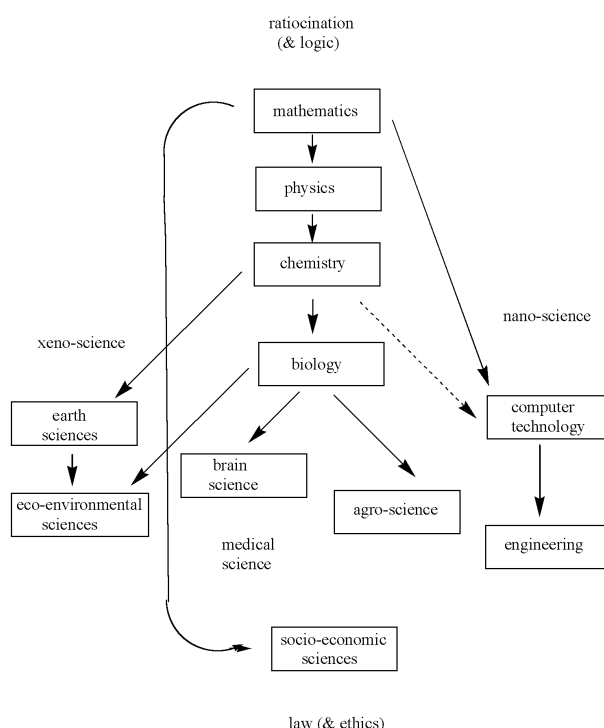 ratiocination
(& logic)
mathematics
physics
chemistry
nano-science
xeno-science
biology
earth
sciences
computer
technology
brain
science
eco-environmental
sciences
agro-science
medical
science
engineering
socio-economic
sciences
law (& ethics)